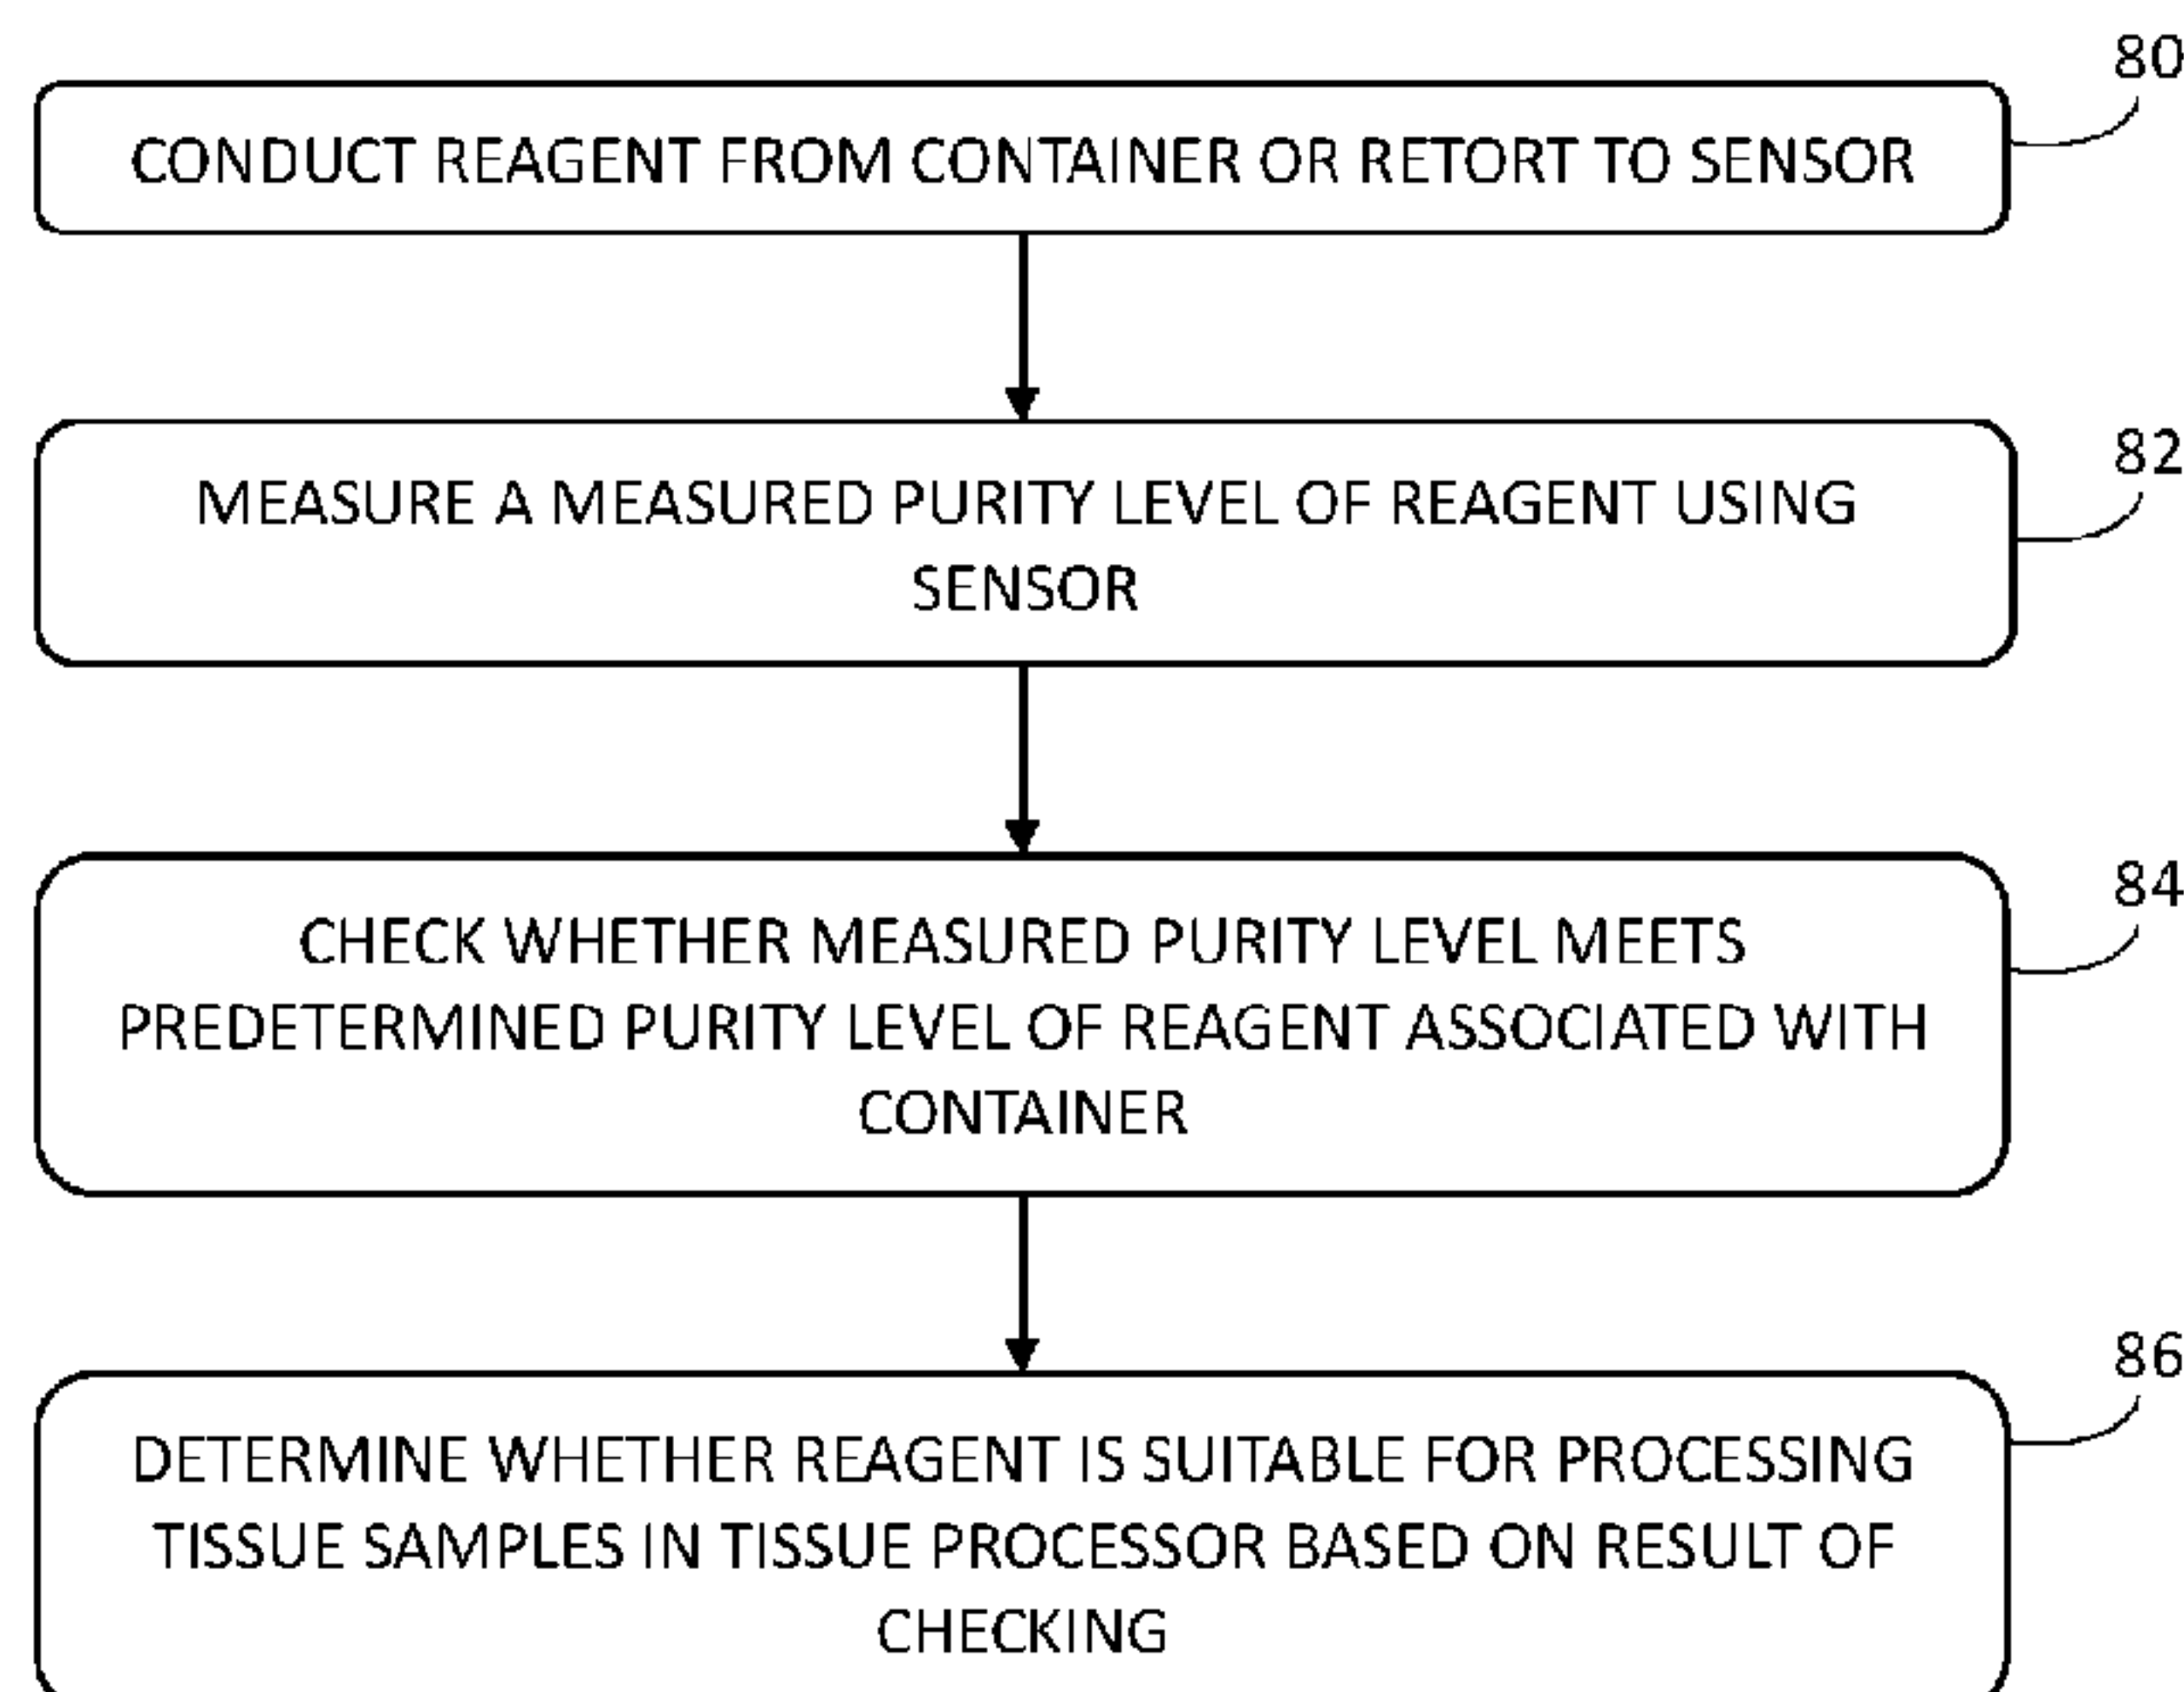 80
CONDUCT REAGENT FROM CONTAINER OR RETORT TO SENSOR
82
MEASURE A MEASURED PURITY LEVEL OF REAGENT USING
SENSOR
84
CHECK WHETHER MEASURED PURITY LEVEL MEETS
PREDETERMINED PURITY LEVEL OF REAGENT ASSOCIATED WITH
CONTAINER
86
DETERMINE WHETHER REAGENT IS SUITABLE FOR PROCESSING
TISSUE SAMPLES IN TISSUE PROCESSOR BASED ON RESULT OF
CHECKING